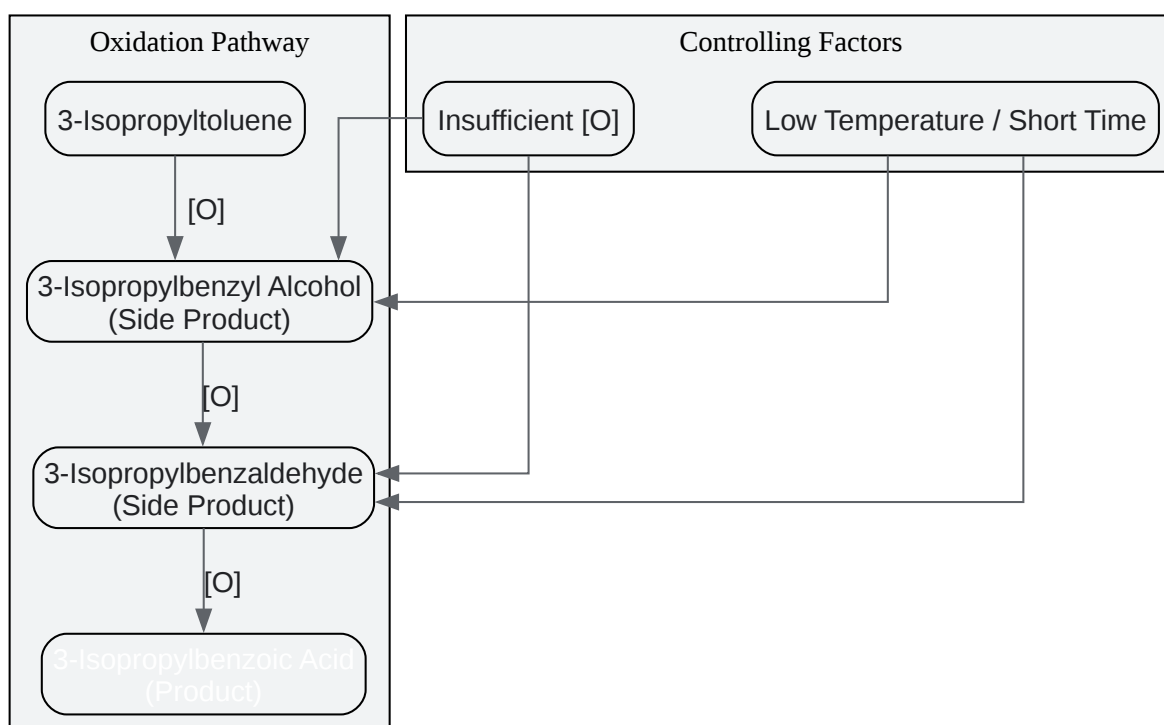 Oxidation Pathway
Controlling Factors
3-Isopropyltoluene
Insufficient [O]
Low Temperature / Short Time
[O]
3-Isopropylbenzyl Alcohol
(Side Product)
[O]
3-Isopropylbenzaldehyde
(Side Product)
[O]
3-Isopropylbenzoic Acid
(Product)